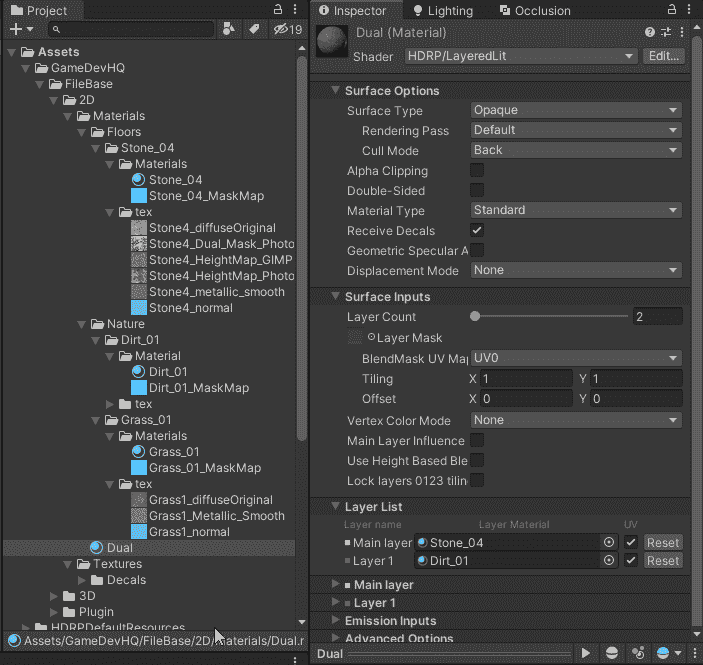 Project
19
Assets
GameDevHQ
FileBase
2D
Materials
Floors
Stone_04
Materials
Stone_04
Stone_04_MaskMap
tex
Stone4_diffuseOriginal
Stone4_Dual_Mask_Photo
Stone4_HeightMap_GIMP
Stone4_HeightMap_Photo
Stone4_metallic_smooth
Stone4_normal
Nature
Dirt_01
Material
Dirt_01
Dirt_01_MaskMap
tex
Grass_01
Materials
Grass_01
Grass_01_MaskMap
tex
Grass1_diffuseOriginal
Grass1_Metallic_Smooth
Grass1_normal
Dual
Textures
Decals
3D
Plugin
HDRPDefaultResources
Assets/GameDevHQ/FileBase/2D/Materials/Dual.r
Inspector Lighting Occlusion
Dual (Material)
Shader HDRP/LayeredLit Edit...
Surface Options
Surface Type Opaque
Rendering Pass Default
Cull Mode Back
Alpha Clipping
Double-Sided
Material Type Standard
Receive Decals
Geometric Specular A
Displacement Mode None
Surface Inputs
Layer Count 2
Layer Mask
BlendMask UV Map UV0
Tiling X 1 Y 1
Offset X 0 Y 0
Vertex Color Mode None
Main Layer Influence
Use Height Based Ble
Lock layers 0123 tilin
Layer List
Layer name Layer Material UV
Main layer Stone_04 Reset
Layer 1 Dirt_01 Reset
Main layer
Layer 1
Emission Inputs
Advanced Options
Dual